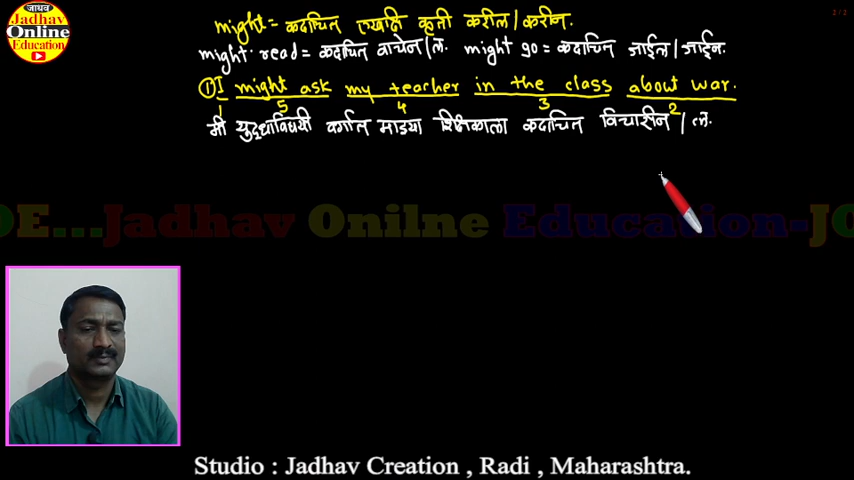 2/2
जाधव
Jadhav
Online
Education
might = कदाचित एखादी कृती करील / करीन.
might read = कदाचित वाचेन / ल. might go = कदाचित जाईल / जाईन.
① I might ask my teacher in the class about war.
1 5 4 3 2
मी युद्धाविषयी वर्गात माझ्या शिक्षकाला कदाचित विचारीन / ल.
OE...Jadhav Onilne Education-JO
Studio : Jadhav Creation , Radi , Maharashtra.